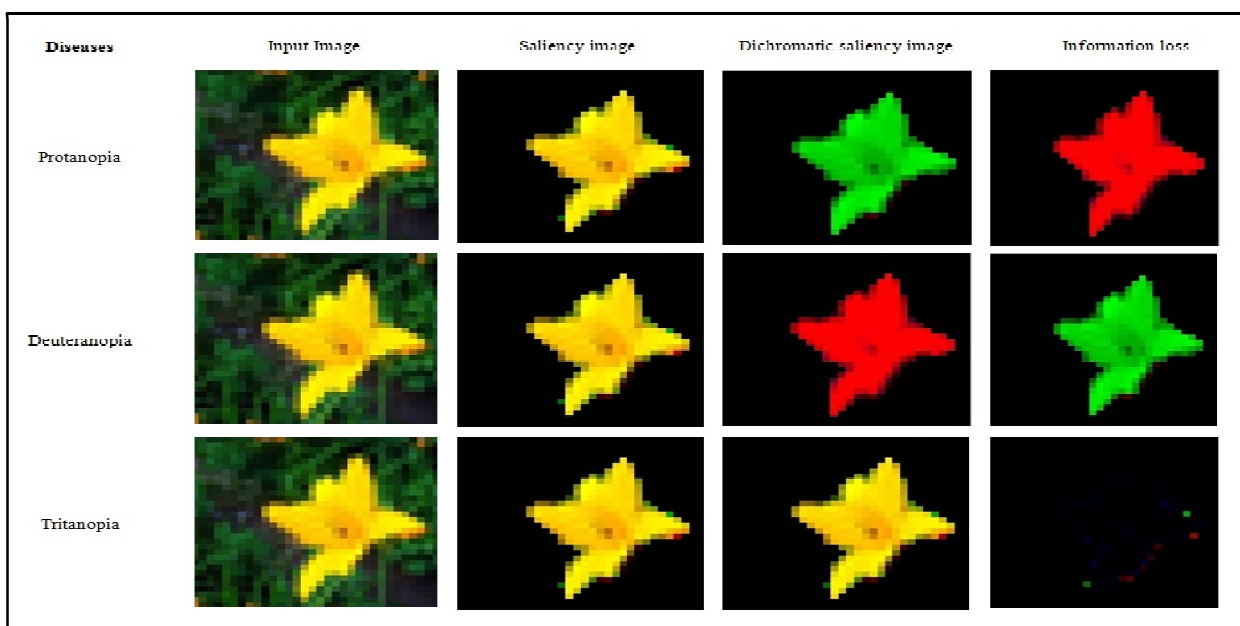 Diseases Input Image Saliency image Dichromatic saliency image Information loss
Protanopia
Deuteranopia
Tritanopia